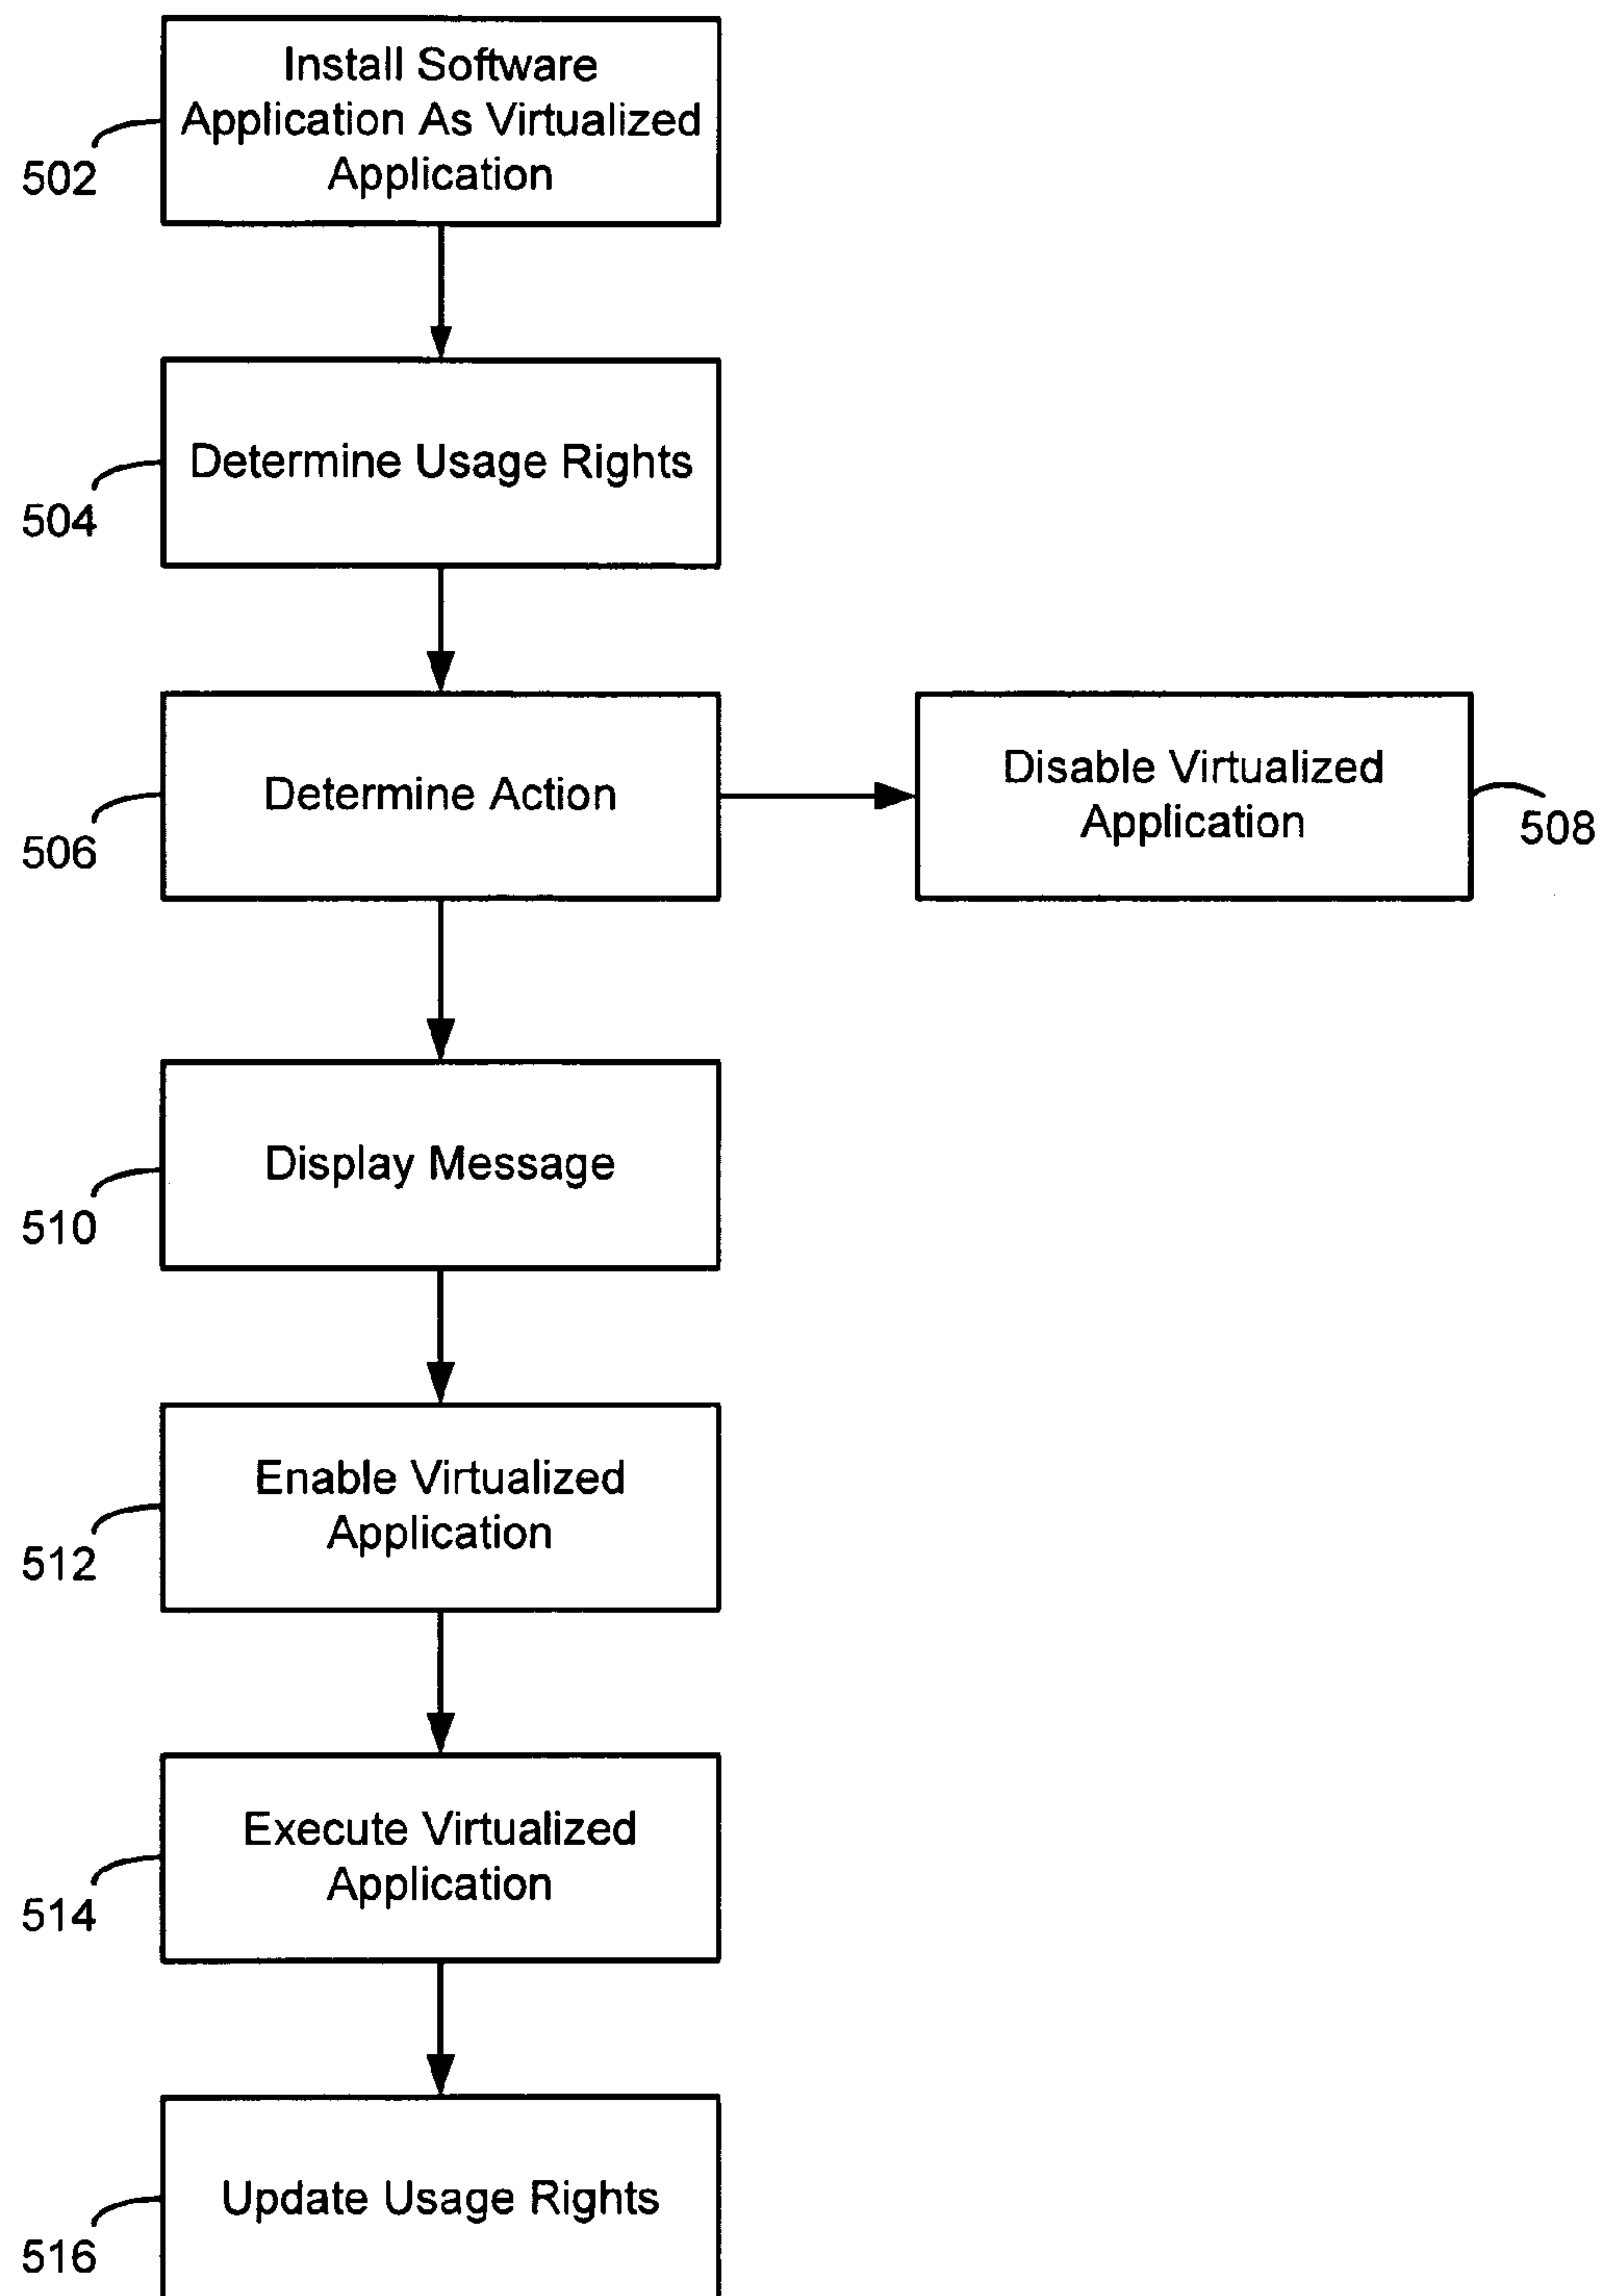 Install Software
Application As Virtualized
Application
502
Determine Usage Rights
504
Determine Action
506
Disable Virtualized
Application
508
Display Message
510
Enable Virtualized
Application
512
Execute Virtualized
Application
514
Update Usage Rights
516